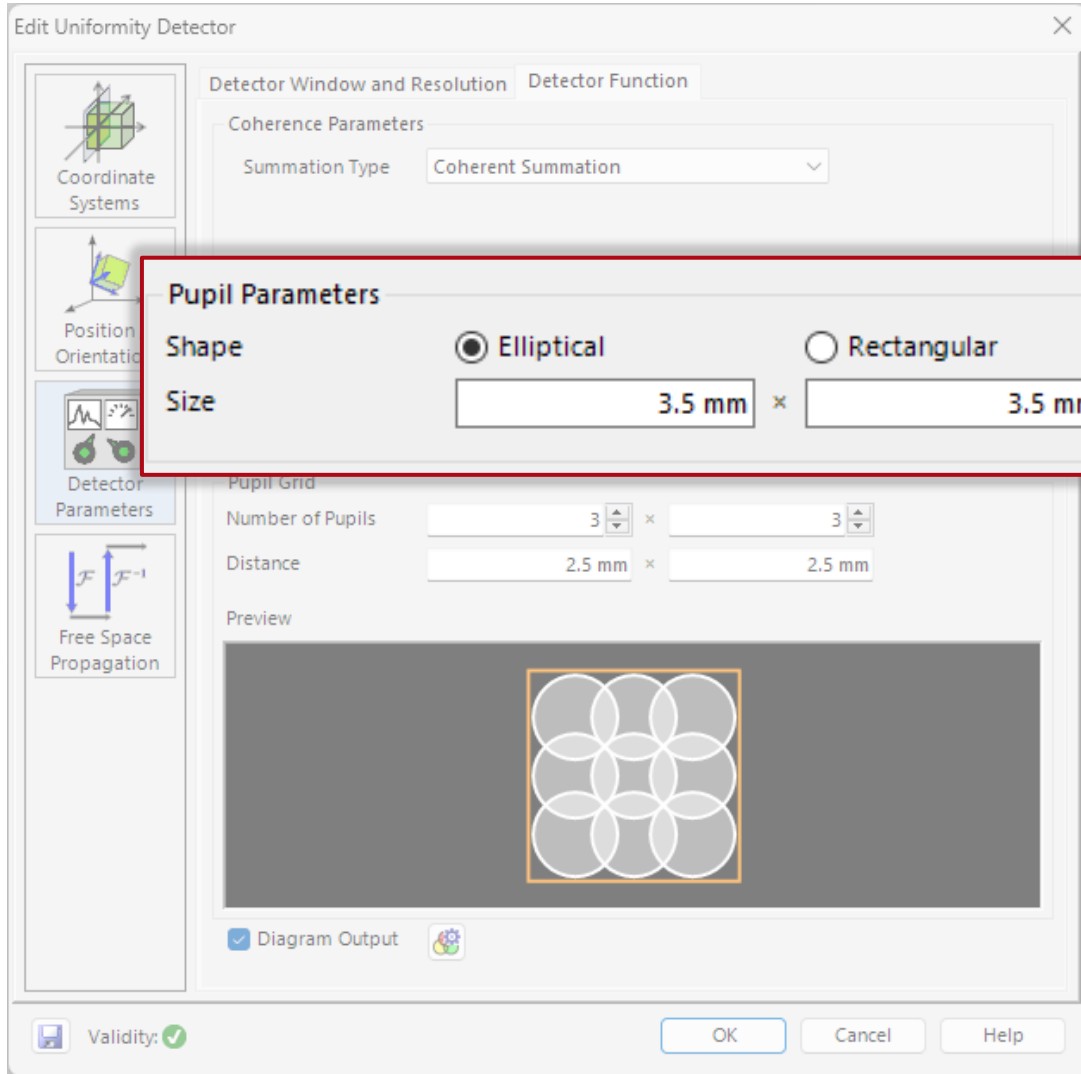 Edit Uniformity Detector
Coordinate
Systems
Position
Orientatio
Detector
Parameters
Free Space
Propagation
Detector Window and Resolution
Detector Function
Coherence Parameters
Summation Type Coherent Summation
Pupil Parameters
Shape Elliptical Rectangular
Size 3.5 mm × 3.5 m
Pupil Grid
Number of Pupils 3 × 3
Distance 2.5 mm × 2.5 mm
Preview
Diagram Output
Validity: OK Cancel Help